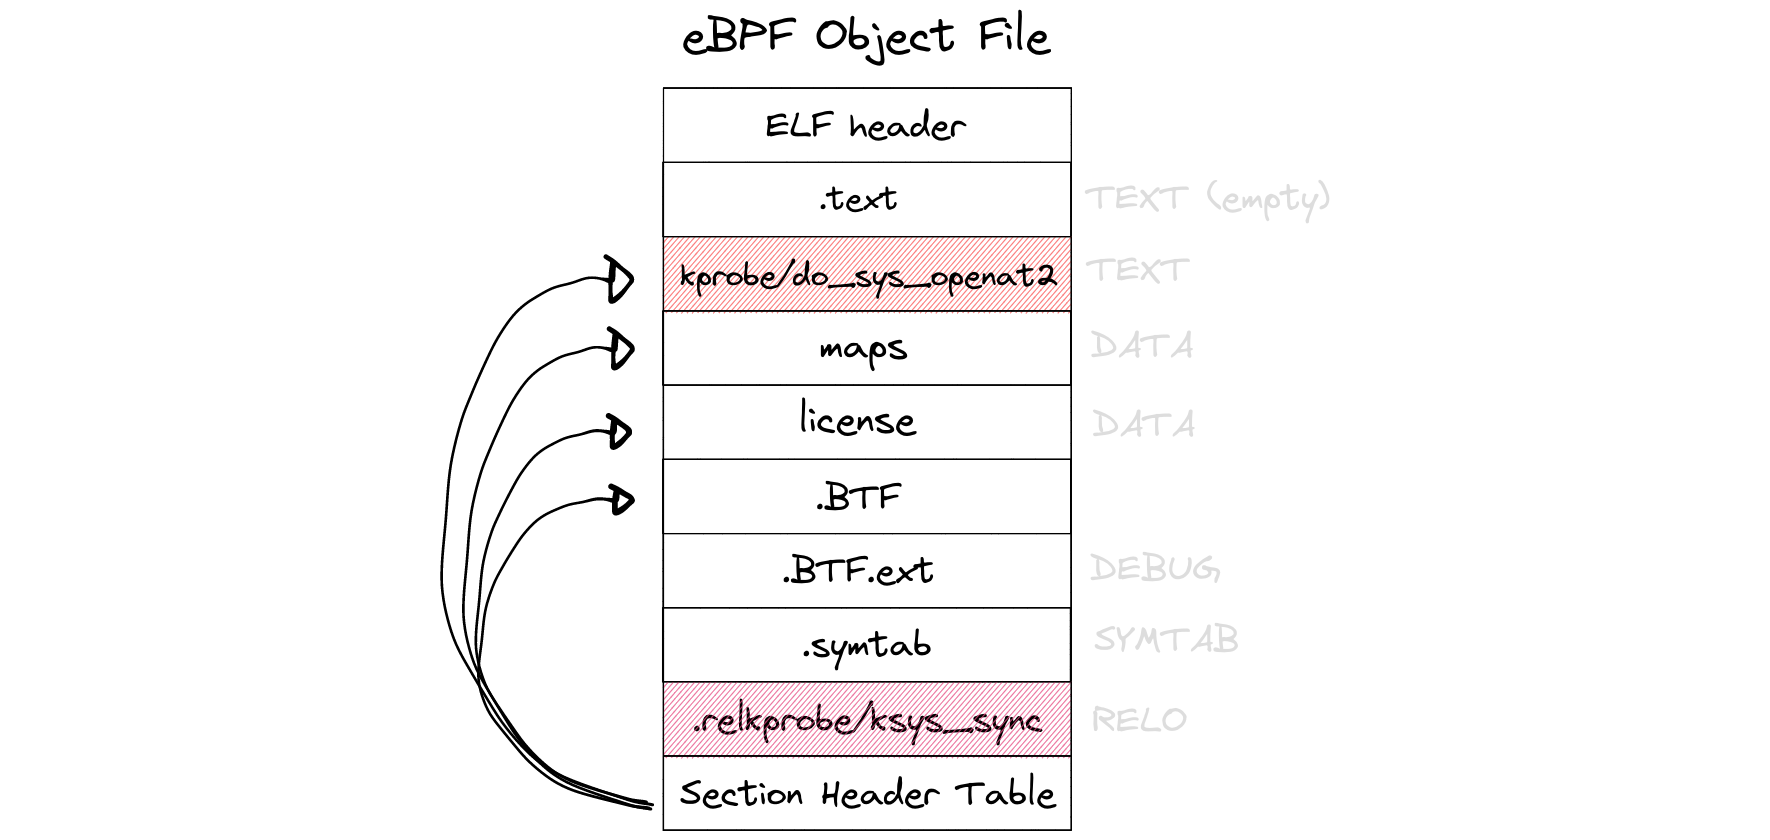 eBPF Object File
ELF header
.text TEXT (empty)
kprobe/do_sys_openat2 TEXT
maps DATA
license DATA
.BTF
.BTF.ext DEBUG
.symtab SYMTAB
.relkprobe/ksys_sync RELO
Section Header Table